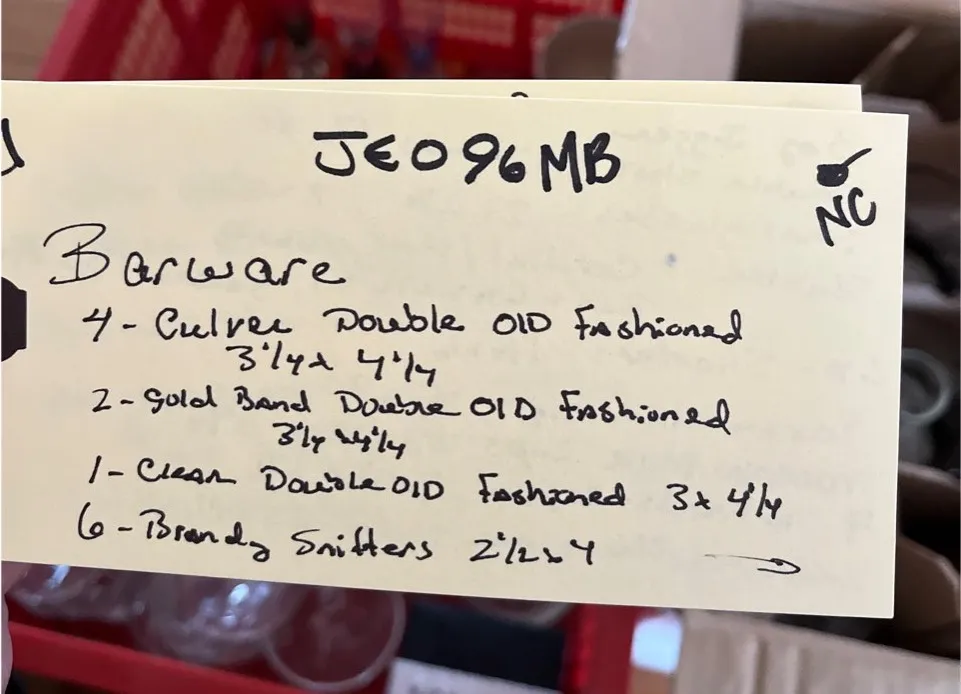 JE096MB
NC
Barware
4 - Culver Double Old Fashioned
3 1/4 x 4 1/4
2 - Gold Band Double Old Fashioned
3 1/4 x 4 1/4
1 - Clear Double Old Fashioned 3 x 4 1/4
6 - Brandy Snifters 2 1/2 x 4